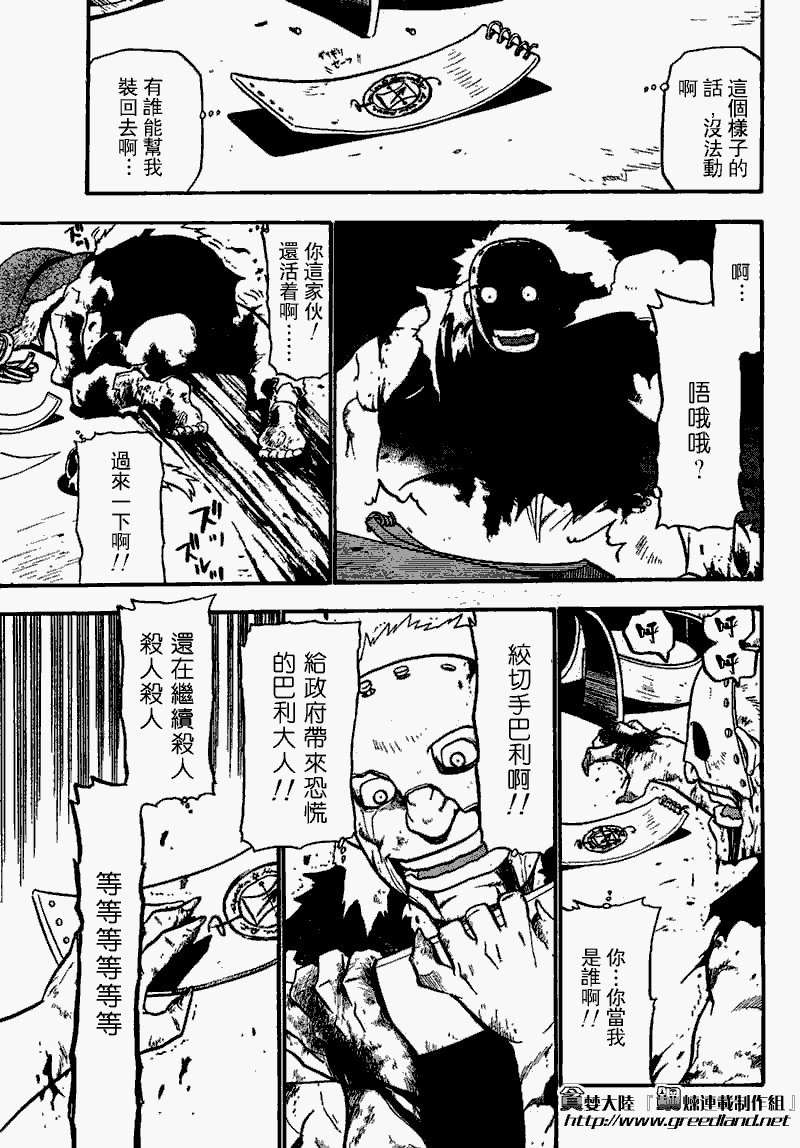 這個樣子的
話,沒法動
啊
有誰能幫我
裝回去啊…
啊…
唔哦哦?
你這家伙!
還活着啊……
過來一下啊!!
呼
呼
呼
你…你當我
是誰啊!!
絞切手巴利啊!!
給政府帶來恐慌
的巴利大人!!
還在繼續殺人
殺人殺人
等等等等等等
貪婪大陸『鋼煉連載制作組』
http://www.greedland.net